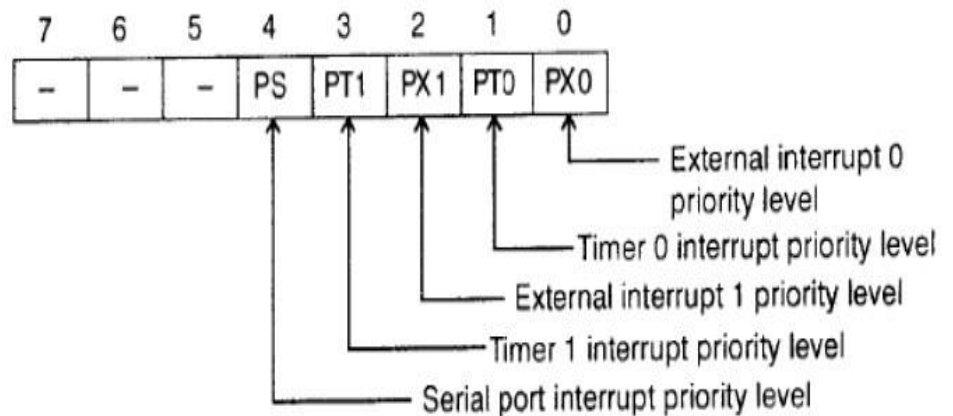 7 6 5 4 3 2 1 0
– – – PS PT1 PX1 PT0 PX0
External interrupt 0
priority level
Timer 0 interrupt priority level
External interrupt 1 priority level
Timer 1 interrupt priority level
Serial port interrupt priority level